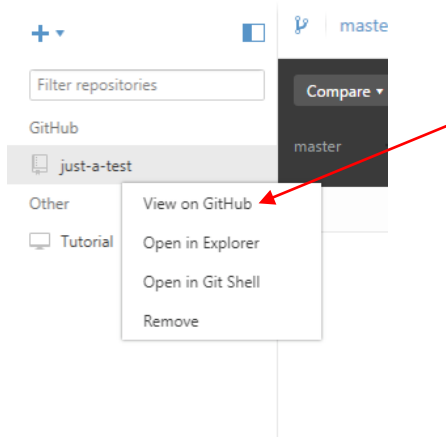 maste
Filter repositories
Compare
GitHub
master
just-a-test
Other
View on GitHub
Tutorial
Open in Explorer
Open in Git Shell
Remove